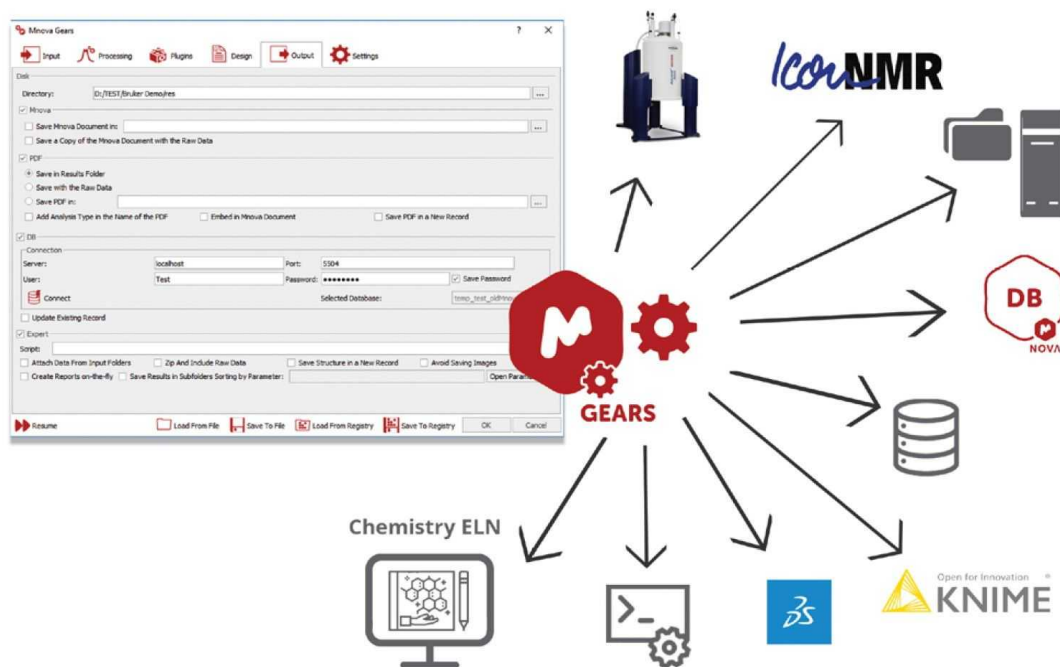 Mnova Gears ? X
Input Processing Plugins Design Output Settings
Disk
Directory: D:/TEST/Bruker Demo/res ...
Mnova
Save Mnova Document in: ...
Save a Copy of the Mnova Document with the Raw Data
PDF
Save in Results Folder
Save with the Raw Data
Save PDF in: ...
Add Analysis Type in the Name of the PDF Embed in Mnova Document Save PDF in a New Record
DB
Connection
Server: localhost Port: 5504
User: Test Password: ●●●●●●●● Save Password
Connect Selected Database:
Update Existing Record
Expert
Script:
Attach Data From Input Folders Zip And Include Raw Data Save Structure in a New Record Avoid Saving Images
Create Reports on-the-fly Save Results in Subfolders Sorting by Parameter: Open Param
Resume Load From File Save To File Load From Registry Save To Registry OK Cancel
IconNMR
DB
NOVA
M
GEARS
Chemistry ELN
>_
3S
Open for Innovation ®
KNIME